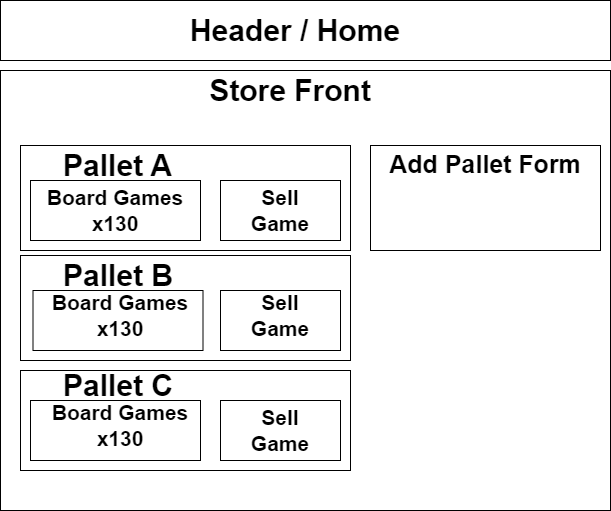 Header / Home
Store Front
Pallet A
Board Games
x130
Sell
Game
Add Pallet Form
Pallet B
Board Games
x130
Sell
Game
Pallet C
Board Games
x130
Sell
Game